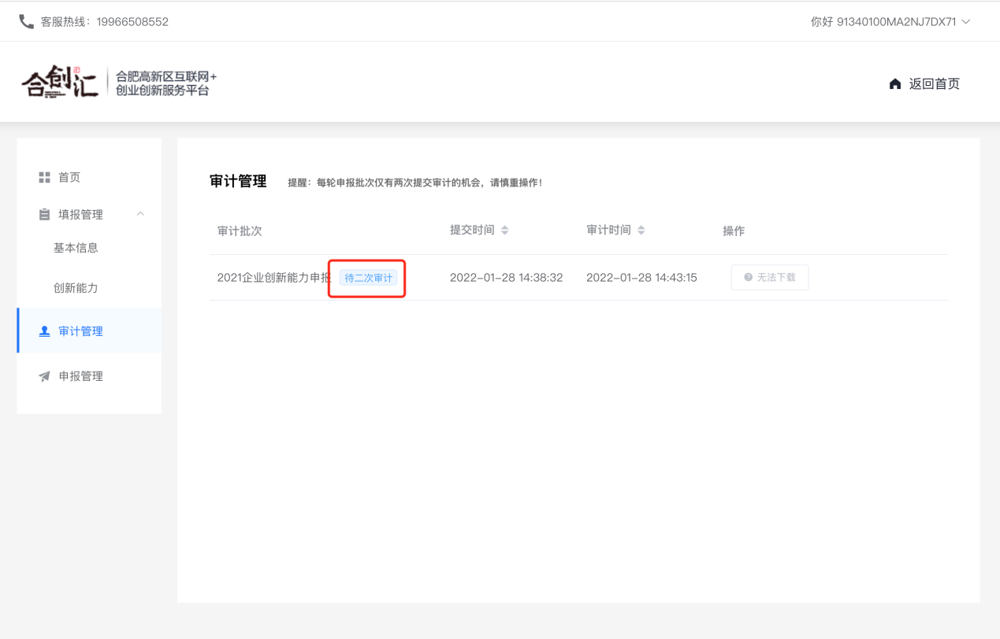 客服热线：19966508552
你好 91340100MA2NJ7DX71
合创汇
合肥高新区互联网+
创业创新服务平台
返回首页
首页
填报管理
基本信息
创新能力
审计管理
申报管理
审计管理 提醒：每轮申报批次仅有两次提交审计的机会，请慎重操作！
审计批次 提交时间 审计时间 操作
2021企业创新能力申报 待二次审计 2022-01-28 14:38:32 2022-01-28 14:43:15 无法下载